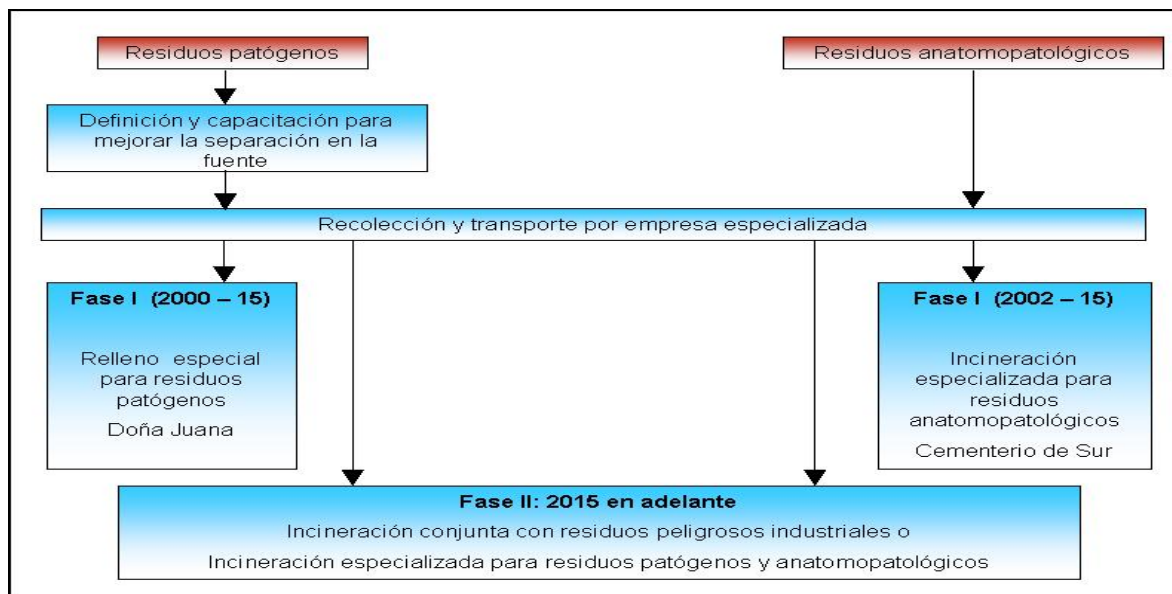 Residuos patógenos
Residuos anatomopatológicos
Definición y capacitación para
mejorar la separación en la
fuente
Recolección y transporte por empresa especializada
Fase I (2000 – 15)
Relleno especial
para residuos
patógenos
Doña Juana
Fase I (2002 – 15)
Incineración
especializada para
residuos
anatomopatológicos
Cementerio de Sur
Fase II: 2015 en adelante
Incineración conjunta con residuos peligrosos industriales o
Incineración especializada para residuos patógenos y anatomopatológicos